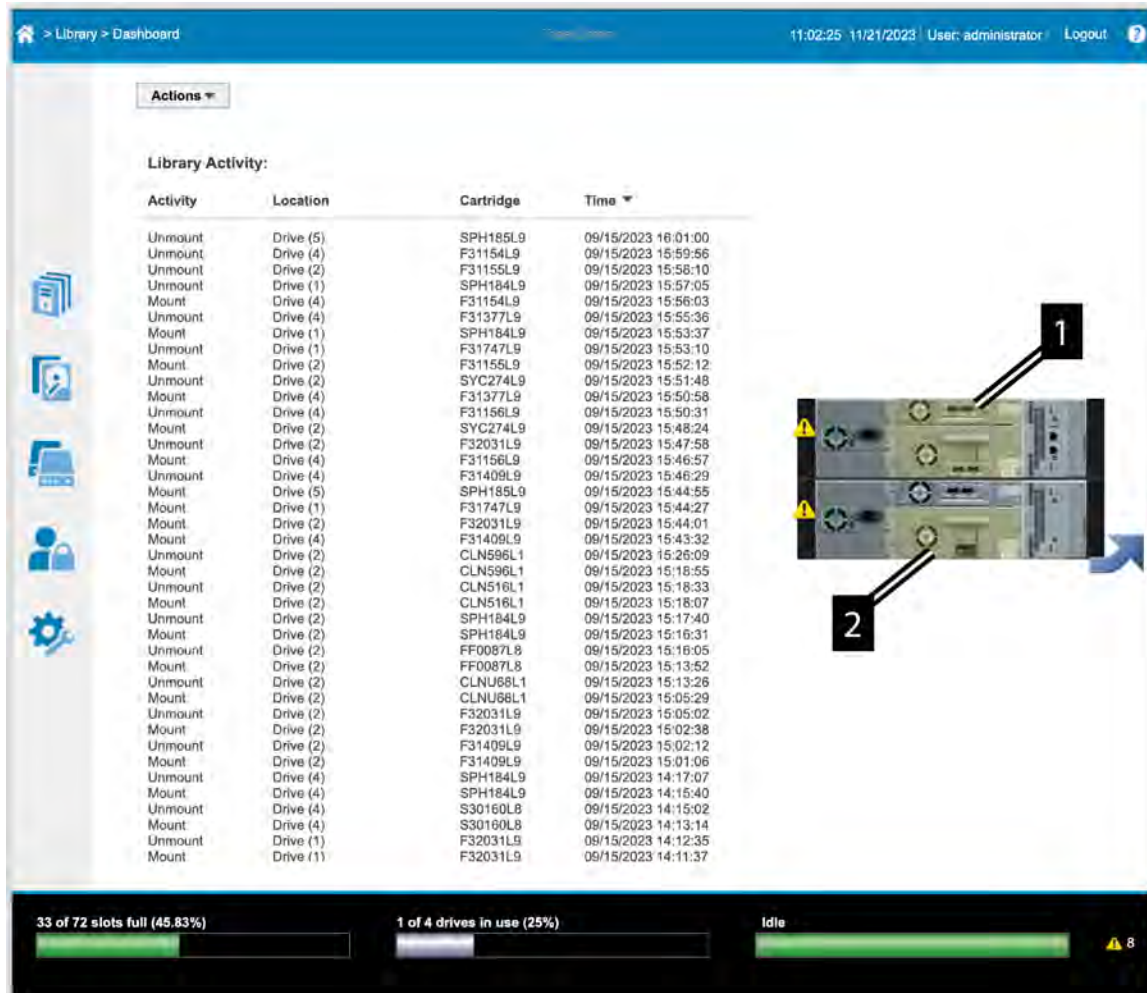 > Library > Dashboard 11:02:25 11/21/2023 User: administrator Logout ?
Actions
Library Activity:
Activity Location Cartridge Time
Unmount Drive (5) SPH185L9 09/15/2023 16:01:00
Unmount Drive (4) F31154L9 09/15/2023 15:59:56
Unmount Drive (2) F31155L9 09/15/2023 15:58:10
Unmount Drive (1) SPH184L9 09/15/2023 15:57:05
Mount Drive (4) F31154L9 09/15/2023 15:56:03
Unmount Drive (4) F31377L9 09/15/2023 15:55:36
Mount Drive (1) SPH184L9 09/15/2023 15:53:37
Unmount Drive (1) F31747L9 09/15/2023 15:53:10
Mount Drive (2) F31155L9 09/15/2023 15:52:12
Unmount Drive (2) SYC274L9 09/15/2023 15:51:48
Mount Drive (4) F31377L9 09/15/2023 15:50:58
Unmount Drive (4) F31156L9 09/15/2023 15:50:31
Mount Drive (2) SYC274L9 09/15/2023 15:48:24
Unmount Drive (2) F32031L9 09/15/2023 15:47:58
Mount Drive (4) F31156L9 09/15/2023 15:46:57
Unmount Drive (4) F31409L9 09/15/2023 15:46:29
Mount Drive (5) SPH185L9 09/15/2023 15:44:55
Mount Drive (1) F31747L9 09/15/2023 15:44:27
Mount Drive (2) F32031L9 09/15/2023 15:44:01
Mount Drive (4) F31409L9 09/15/2023 15:43:32
Unmount Drive (2) CLN596L1 09/15/2023 15:26:09
Mount Drive (2) CLN596L1 09/15/2023 15:18:55
Unmount Drive (2) CLN516L1 09/15/2023 15:18:33
Mount Drive (2) CLN516L1 09/15/2023 15:18:07
Unmount Drive (2) SPH184L9 09/15/2023 15:17:40
Mount Drive (2) SPH184L9 09/15/2023 15:16:31
Unmount Drive (2) FF0087L8 09/15/2023 15:16:05
Mount Drive (2) FF0087L8 09/15/2023 15:13:52
Unmount Drive (2) CLNU68L1 09/15/2023 15:13:26
Mount Drive (2) CLNU68L1 09/15/2023 15:05:29
Unmount Drive (2) F32031L9 09/15/2023 15:05:02
Mount Drive (2) F32031L9 09/15/2023 15:02:38
Unmount Drive (2) F31409L9 09/15/2023 15:02:12
Mount Drive (2) F31409L9 09/15/2023 15:01:06
Unmount Drive (4) SPH184L9 09/15/2023 14:17:07
Mount Drive (4) SPH184L9 09/15/2023 14:15:40
Unmount Drive (4) S30160L8 09/15/2023 14:15:02
Mount Drive (4) S30160L8 09/15/2023 14:13:14
Unmount Drive (1) F32031L9 09/15/2023 14:12:35
Mount Drive (1) F32031L9 09/15/2023 14:11:37
1
2
33 of 72 slots full (45.83%) 1 of 4 drives in use (25%) Idle
8